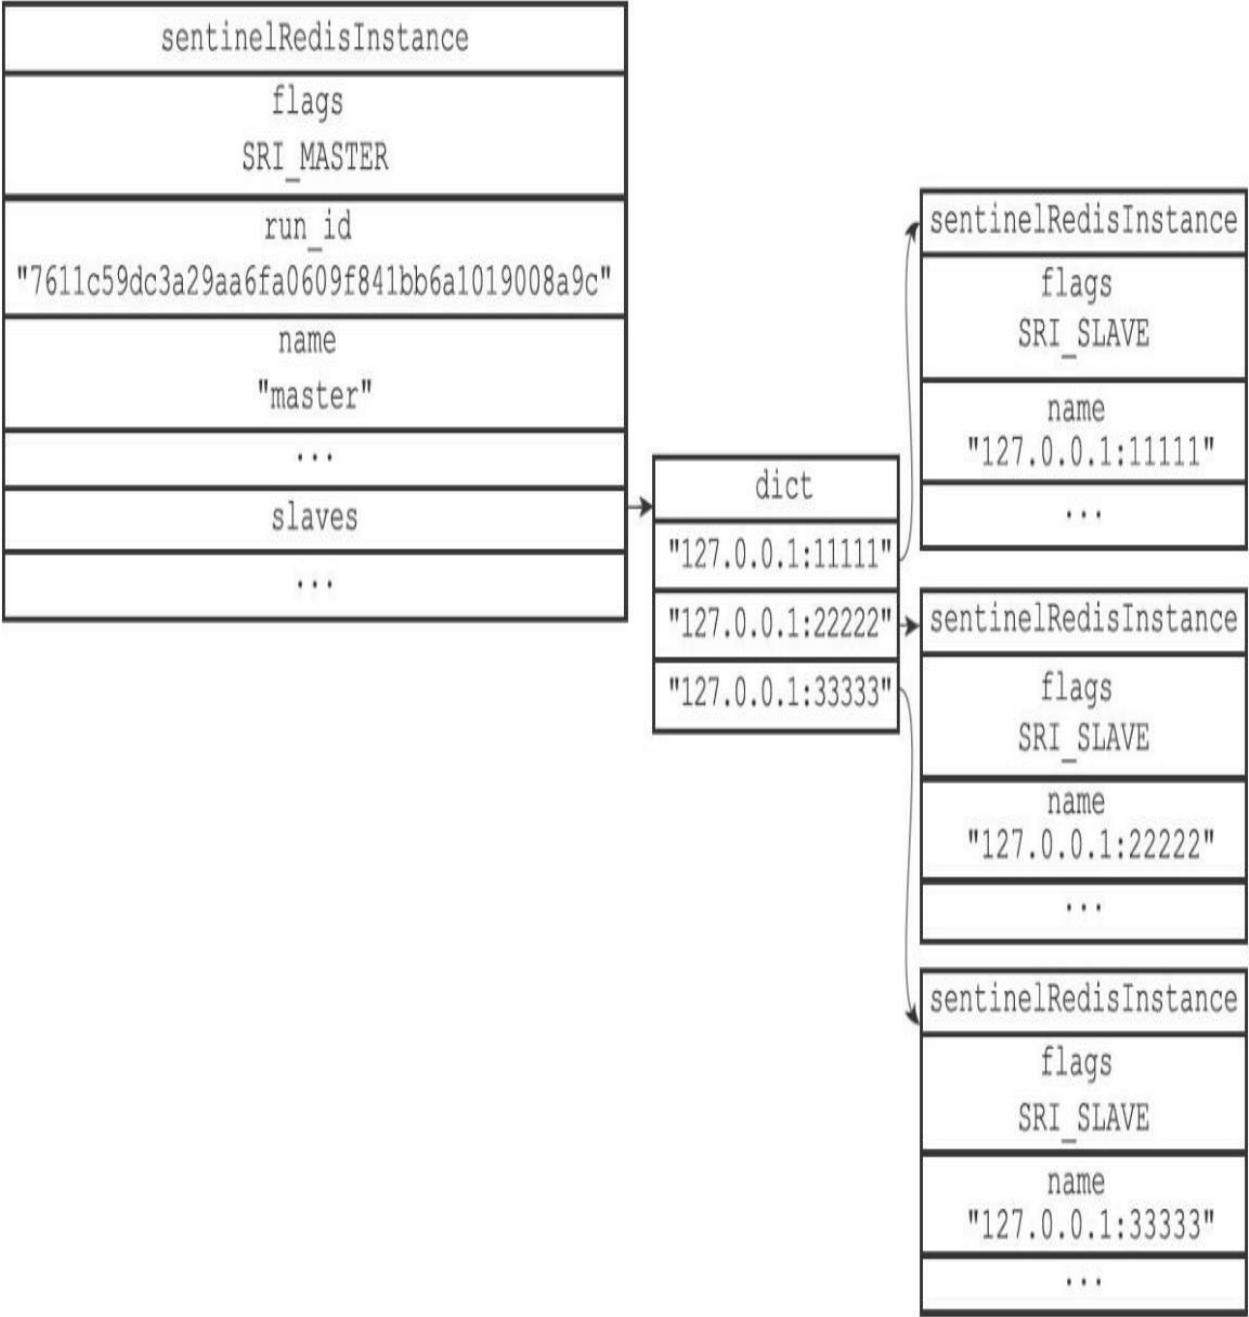 sentinelRedisInstance
flags
SRI_MASTER
run_id
"7611c59dc3a29aa6fa0609f841bb6a1019008a9c"
name
"master"
...
slaves
...
dict
"127.0.0.1:11111"
"127.0.0.1:22222"
"127.0.0.1:33333"
sentinelRedisInstance
flags
SRI_SLAVE
name
"127.0.0.1:11111"
...
sentinelRedisInstance
flags
SRI_SLAVE
name
"127.0.0.1:22222"
...
sentinelRedisInstance
flags
SRI_SLAVE
name
"127.0.0.1:33333"
...